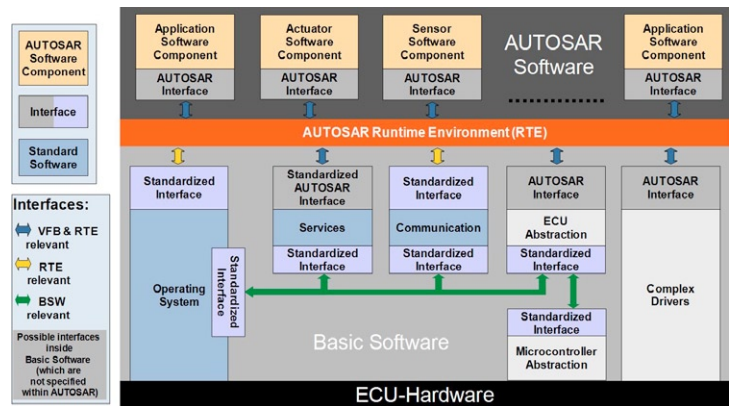 AUTOSAR
Software
Component
Interface
Standard
Software
Interfaces:
VFB & RTE
relevant
RTE
relevant
BSW
relevant
Possible interfaces
inside
Basic Software
(which are
not specified
within AUTOSAR)
Application
Software
Component
AUTOSAR
Interface
Actuator
Software
Component
AUTOSAR
Interface
Sensor
Software
Component
AUTOSAR
Interface
AUTOSAR
Software
..............
Application
Software
Component
AUTOSAR
Interface
AUTOSAR Runtime Environment (RTE)
Standardized
Interface
Operating
System
Standardized
Interface
Standardized
AUTOSAR
Interface
Services
Standardized
Interface
Standardized
Interface
Communication
Standardized
Interface
AUTOSAR
Interface
ECU
Abstraction
Standardized
Interface
Standardized
Interface
Microcontroller
Abstraction
AUTOSAR
Interface
Complex
Drivers
Basic Software
ECU-Hardware